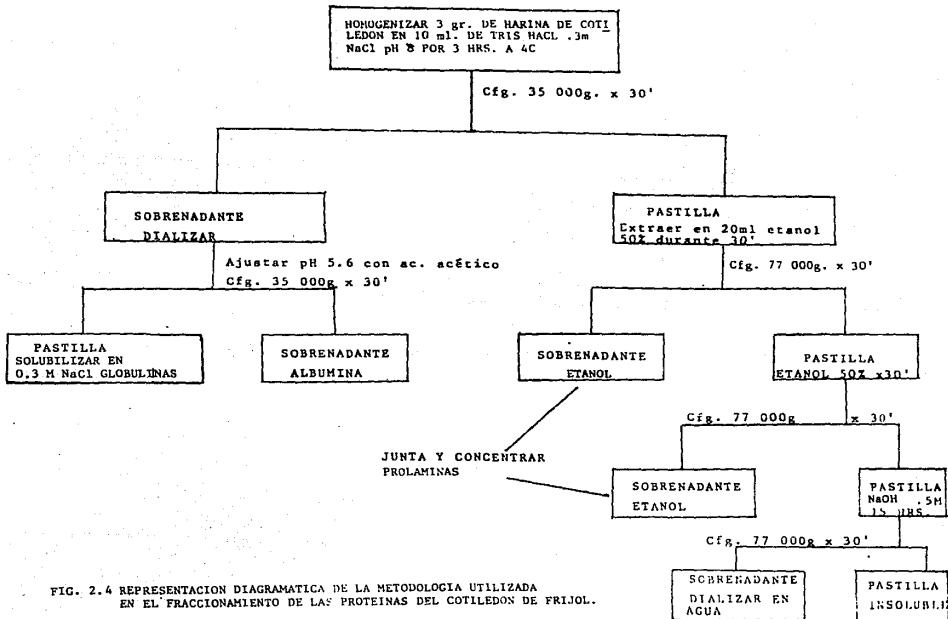 HOMOGENIZAR 3 gr. DE HARINA DE COTI
LEDON EN 10 ml. DE TRIS HACL .3m
NaCl pH 8 POR 3 HRS. A 4C
Cfg. 35 000g. x 30'
SOBRENADANTE
DIALIZAR
PASTILLA
Extraer en 20ml etanol
50% durante 30'
Ajustar pH 5.6 con ac. acético
Cfg. 35 000g x 30'
Cfg. 77 000g. x 30'
PASTILLA
SOLUBILIZAR EN
0.3 M NaCl GLOBULINAS
SOBRENADANTE
ALBUMINA
SOBRENADANTE
ETANOL
PASTILLA
ETANOL 50% x30'
Cfg. 77 000g x 30'
JUNTA Y CONCENTRAR
PROLAMINAS
SOBRENADANTE
ETANOL
PASTILLA
NaOH .5M
15 HRS.
Cfg. 77 000g x 30'
SOBRENADANTE
DIALIZAR EN
AGUA
PASTILLA
INSOLUBLE
FIG. 2.4 REPRESENTACION DIAGRAMATICA DE LA METODOLOGIA UTILIZADA
EN EL FRACCIONAMIENTO DE LAS PROTEINAS DEL COTILEDON DE FRIJOL.